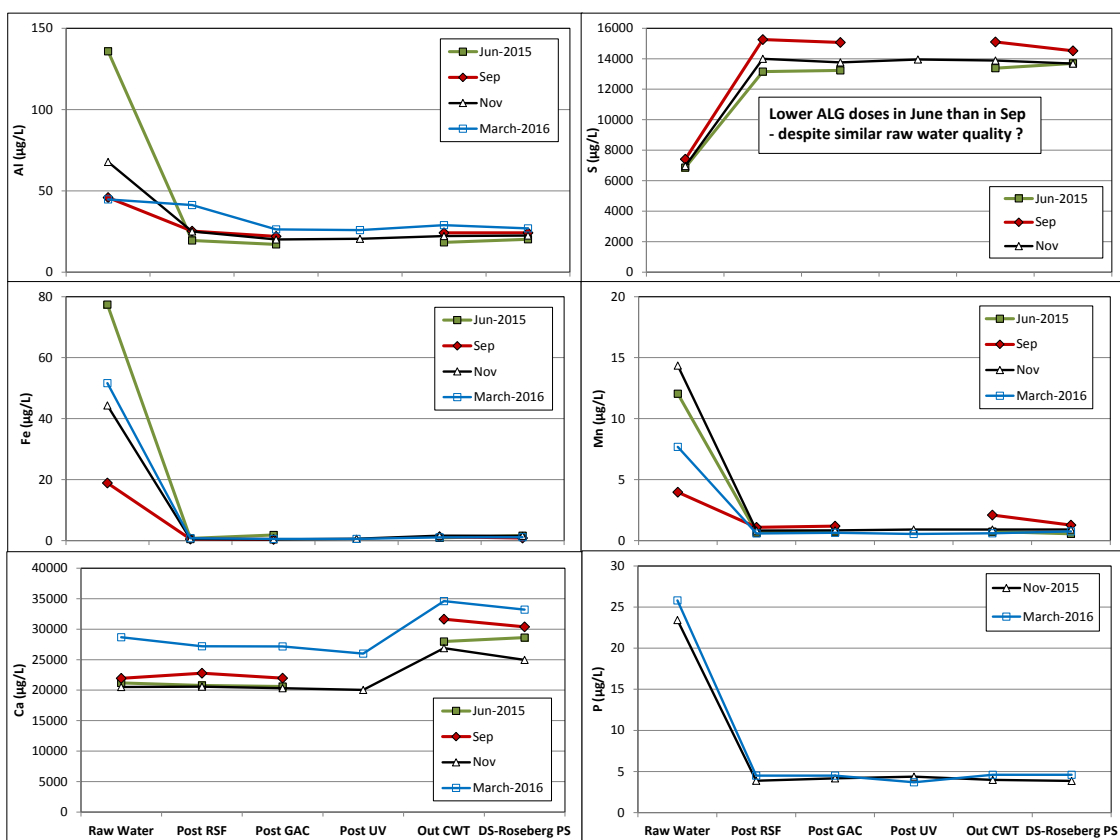 150
100
50
0
Al (µg/L)
Jun-2015
Sep
Nov
March-2016
16000
14000
12000
10000
8000
6000
4000
2000
0
S (µg/L)
Lower ALG doses in June than in Sep
- despite similar raw water quality ?
Jun-2015
Sep
Nov
80
60
40
20
0
Fe (µg/L)
Jun-2015
Sep
Nov
March-2016
20
15
10
5
0
Mn (µg/L)
Jun-2015
Sep
Nov
March-2016
40000
35000
30000
25000
20000
15000
10000
5000
0
Ca (µg/L)
Jun-2015
Sep
Nov
March-2016
Raw Water Post RSF Post GAC Post UV Out CWT DS-Roseberg PS
30
25
20
15
10
5
0
P (µg/L)
Nov-2015
March-2016
Raw Water Post RSF Post GAC Post UV Out CWT DS-Roseberg PS